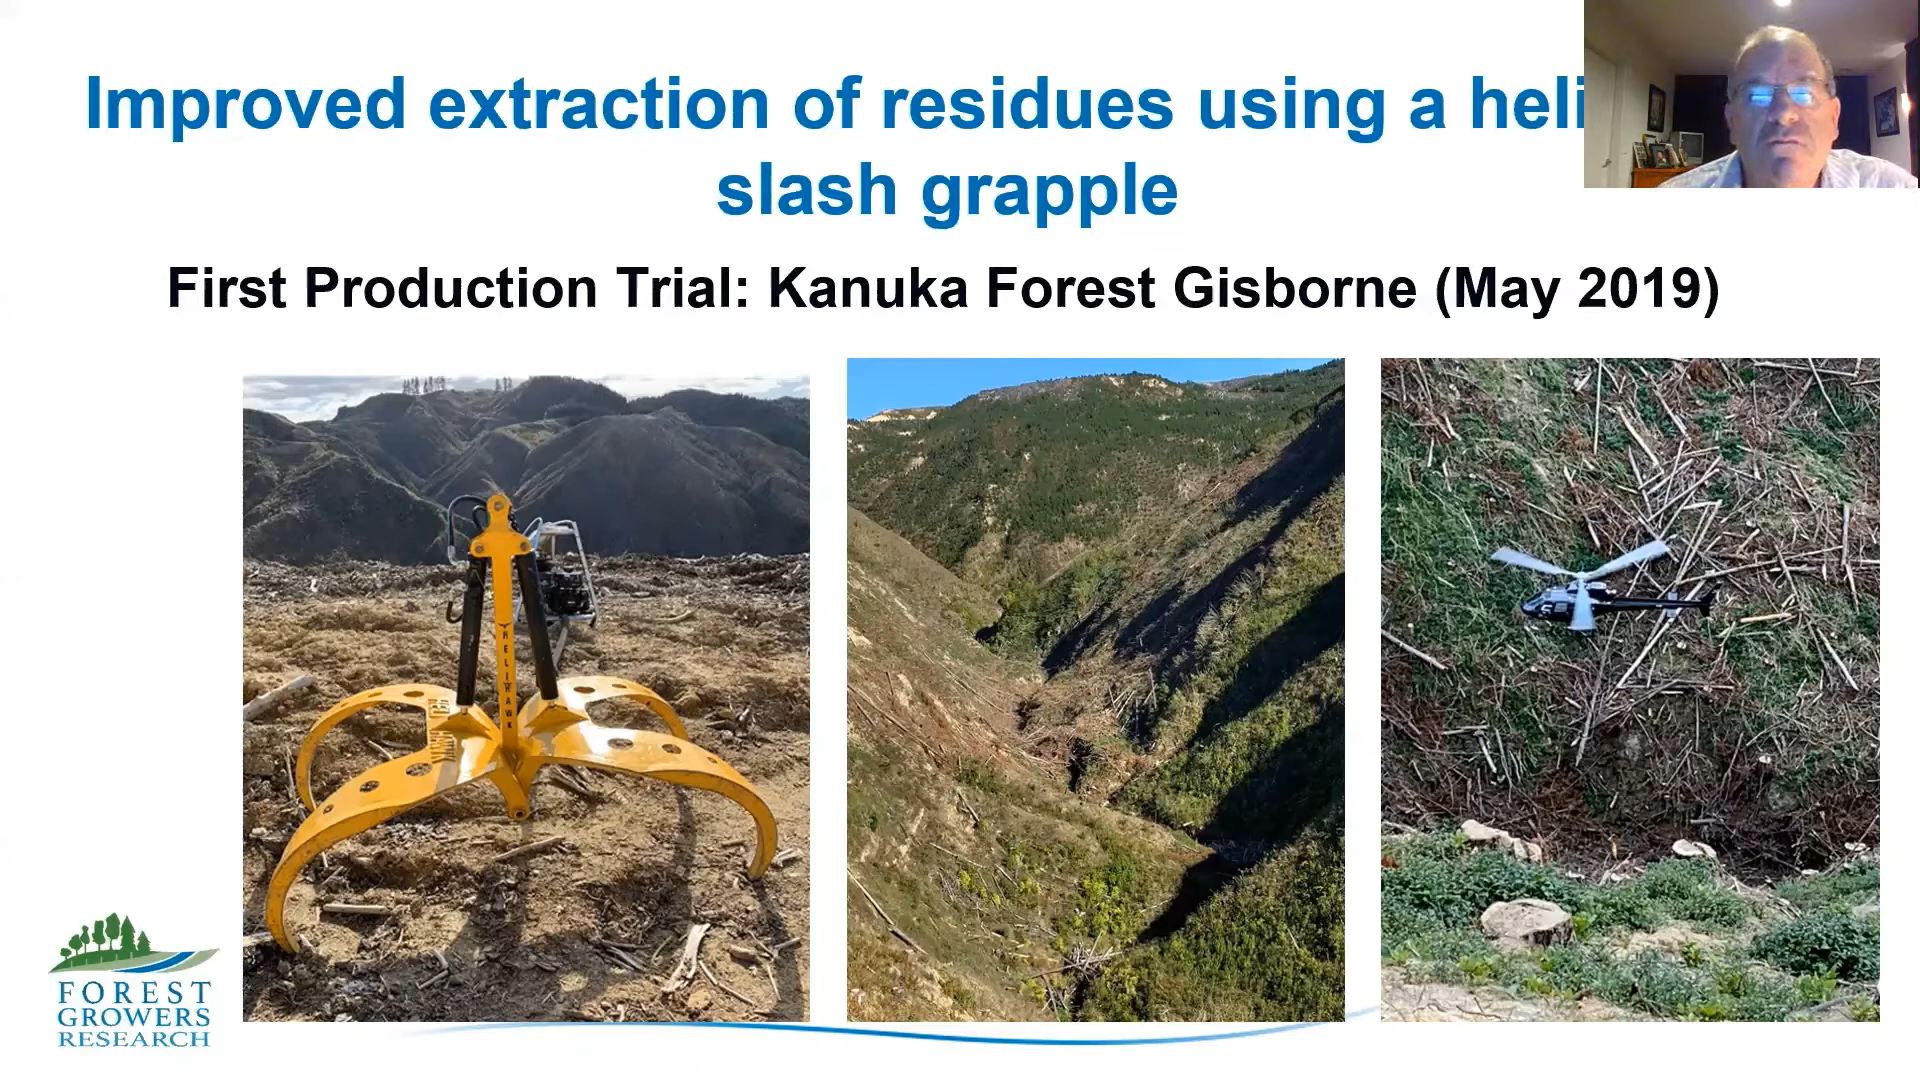 Improved extraction of residues using a heli
slash grapple
First Production Trial: Kanuka Forest Gisborne (May 2019)
HELIHAWK
FOREST
GROWERS
RESEARCH